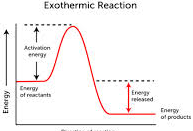 Exothermic Reaction
Activation
energy
Energy
Energy
of reactants
Energy
released
Energy
of products